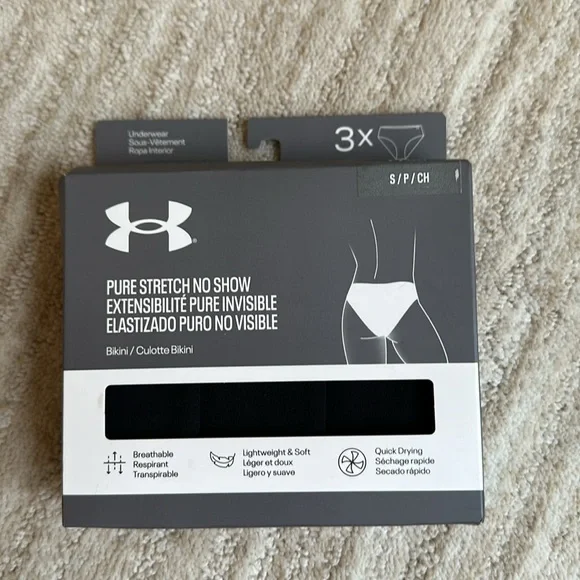 Underwear
Sous-Vêtement
Ropa Interior
3x
S/P/CH
PURE STRETCH NO SHOW
EXTENSIBILITÉ PURE INVISIBLE
ELASTIZADO PURO NO VISIBLE
Bikini / Culotte Bikini
Breathable
Respirant
Transpirable
Lightweight & Soft
Léger et doux
Ligero y suave
Quick Drying
Séchage rapide
Secado rápido